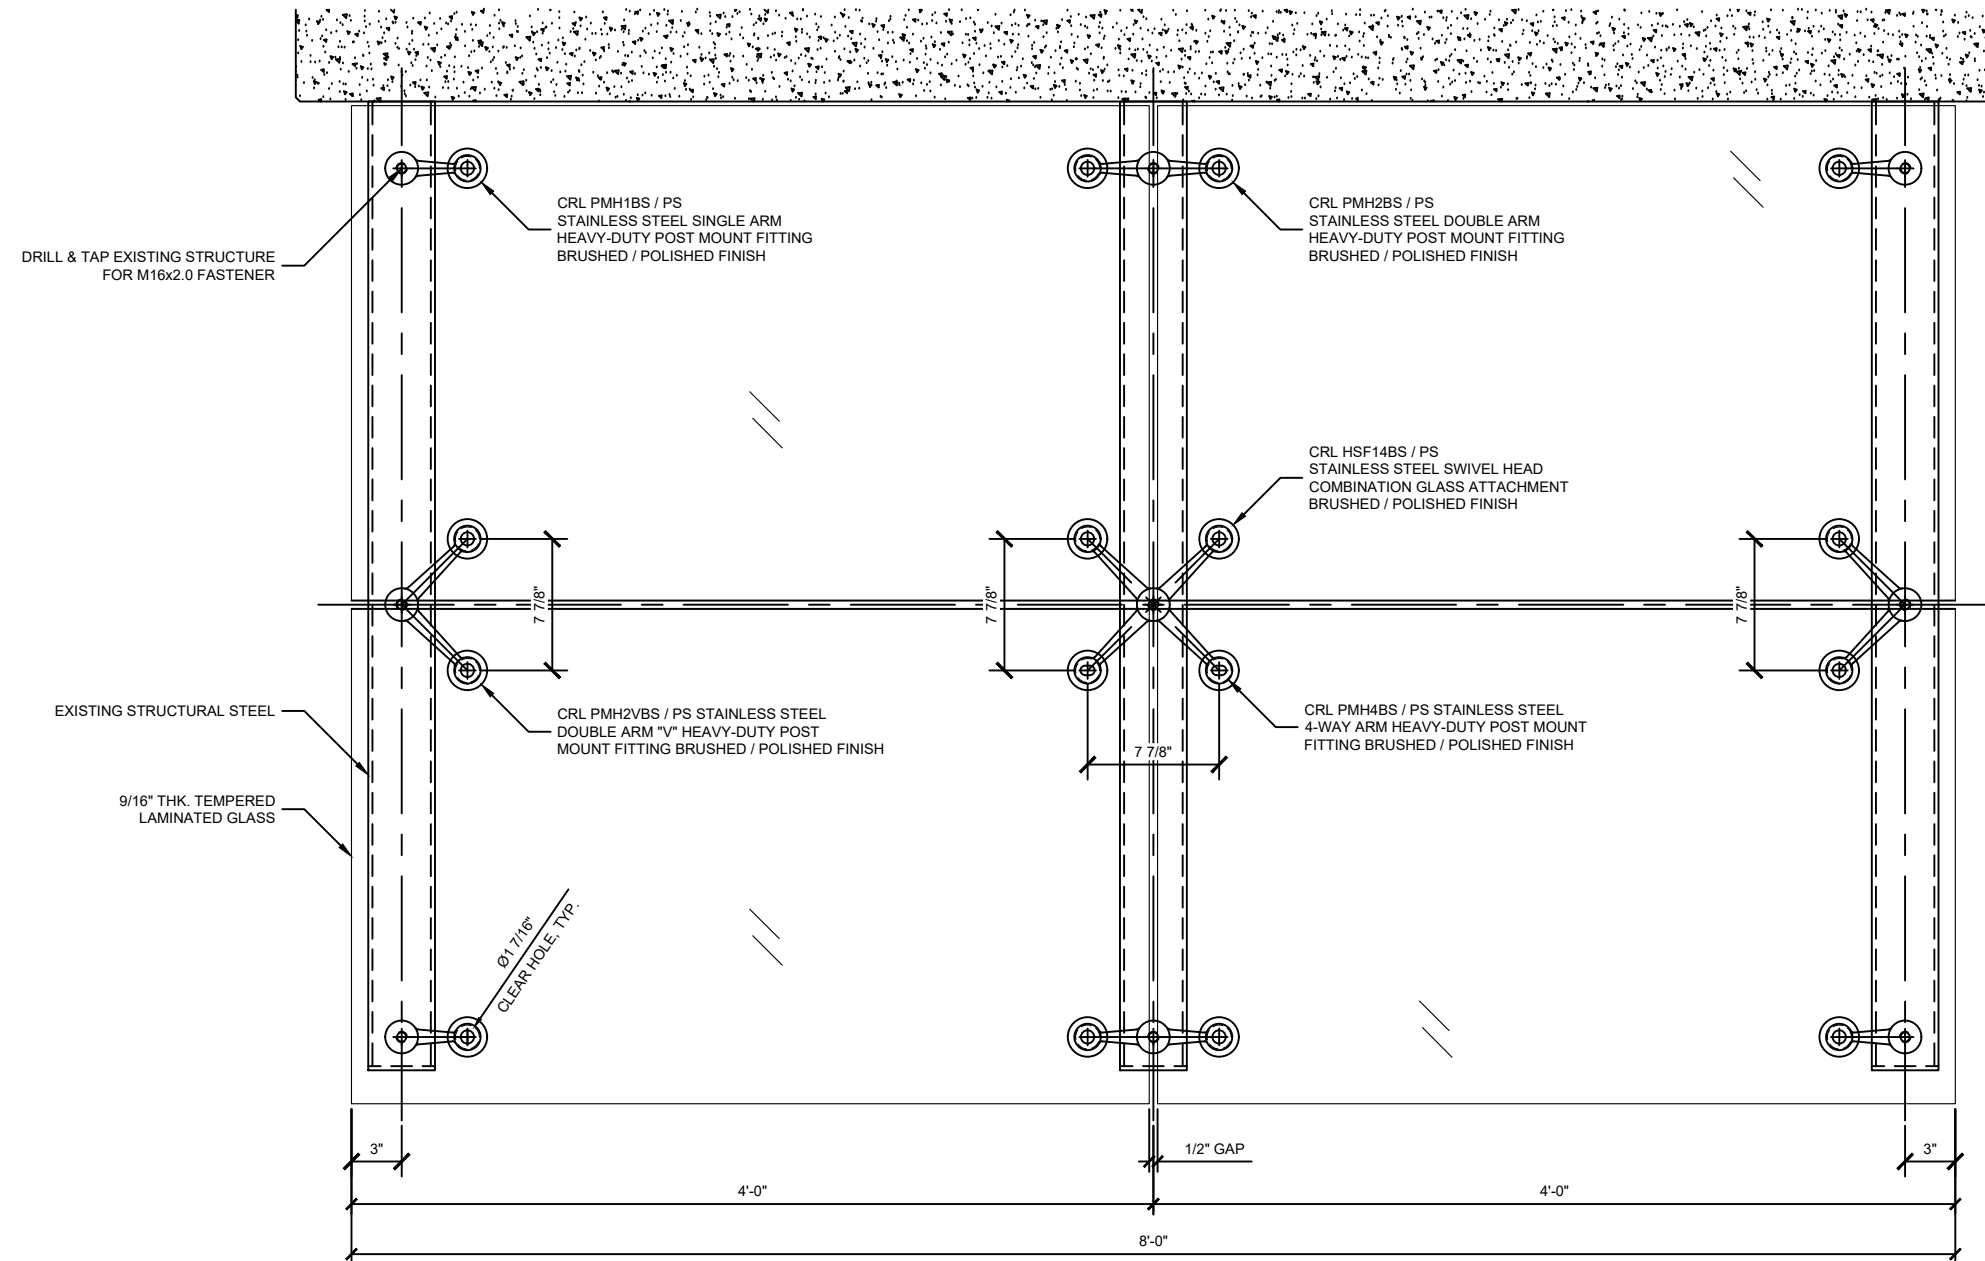 CRL PMH1BS / PS
STAINLESS STEEL SINGLE ARM
HEAVY-DUTY POST MOUNT FITTING
BRUSHED / POLISHED FINISH
CRL PMH2BS / PS
STAINLESS STEEL DOUBLE ARM
HEAVY-DUTY POST MOUNT FITTING
BRUSHED / POLISHED FINISH
DRILL & TAP EXISTING STRUCTURE
FOR M16x2.0 FASTENER
CRL HSF14BS / PS
STAINLESS STEEL SWIVEL HEAD
COMBINATION GLASS ATTACHMENT
BRUSHED / POLISHED FINISH
7 7/8"
7 7/8"
7 7/8"
EXISTING STRUCTURAL STEEL
CRL PMH2VBS / PS STAINLESS STEEL
DOUBLE ARM "V" HEAVY-DUTY POST
MOUNT FITTING BRUSHED / POLISHED FINISH
CRL PMH4BS / PS STAINLESS STEEL
4-WAY ARM HEAVY-DUTY POST MOUNT
FITTING BRUSHED / POLISHED FINISH
7 7/8"
9/16" THK. TEMPERED
LAMINATED GLASS
Ø1 7/16"
CLEAR HOLE, TYP.
3"
1/2" GAP
3"
4'-0"
4'-0"
8'-0"